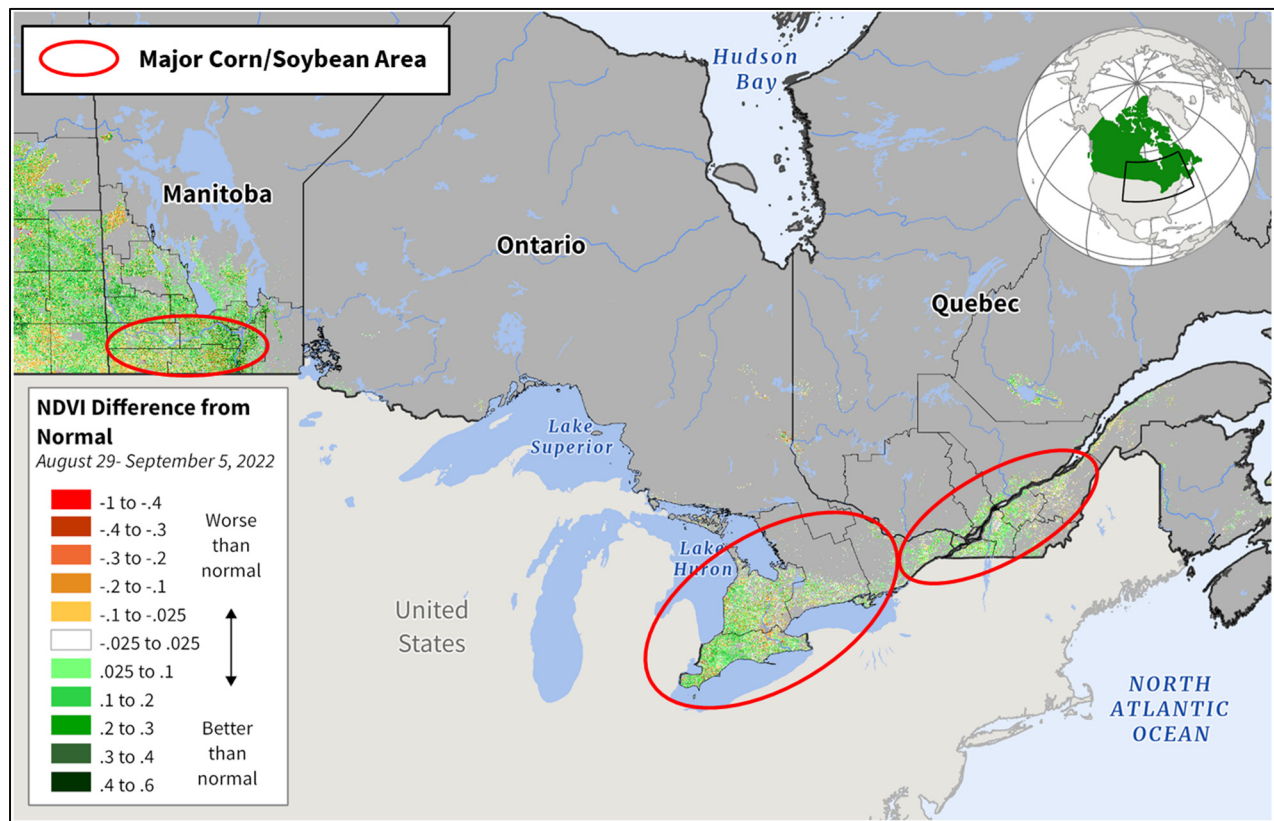 Major Corn/Soybean Area
Hudson
Bay
Manitoba
Ontario
Quebec
Lake
Superior
Lake
Huron
United
States
NORTH
ATLANTIC
OCEAN
NDVI Difference from
Normal
August 29- September 5, 2022
-1 to -.4
-.4 to -.3
-.3 to -.2
-.2 to -.1
-.1 to -.025
-.025 to .025
.025 to .1
.1 to .2
.2 to .3
.3 to .4
.4 to .6
Worse
than
normal
Better
than
normal